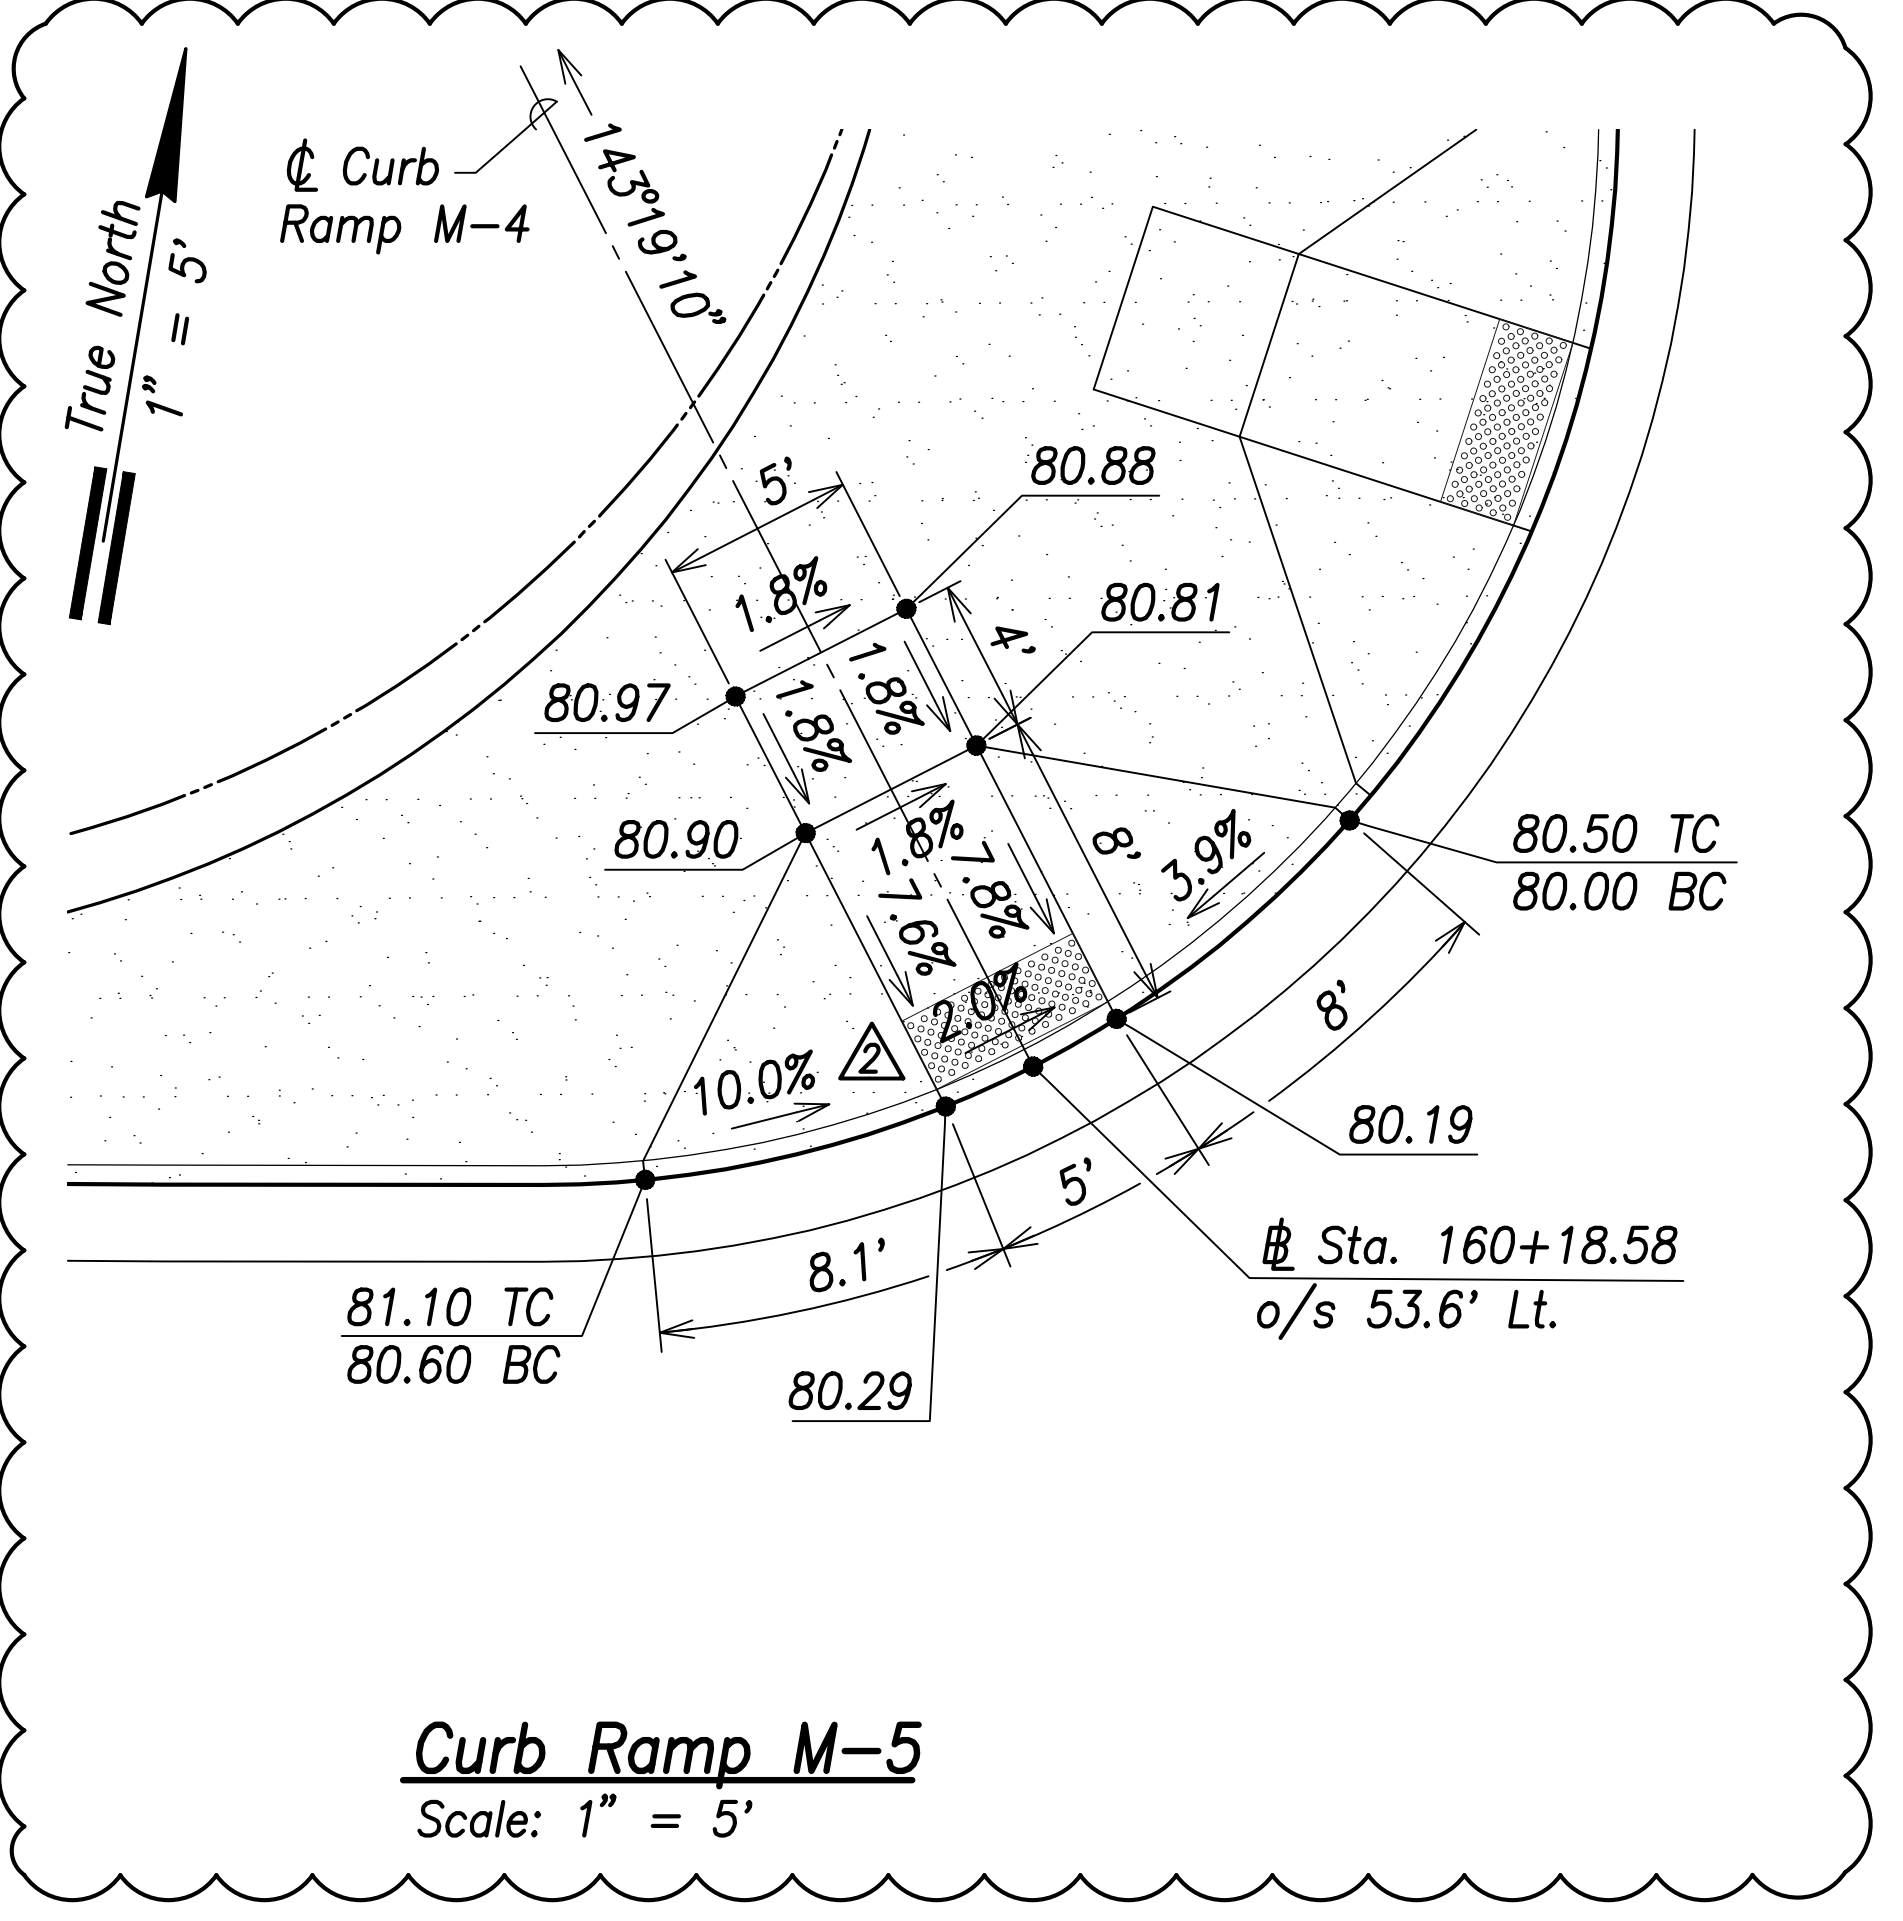 ℄ Curb
Ramp M-4
143°19'10"
True North
1" = 5'
5'
80.88
80.81
1.8%
4'
80.97
1.8%
1.8%
80.90
1.8%
7.8%
7.6%
8'
3.9%
80.50 TC
80.00 BC
2.0%
2
10.0%
8'
80.19
5'
8.1'
BL Sta. 160+18.58
o/s 53.6' Lt.
81.10 TC
80.60 BC
80.29
Curb Ramp M-5
Scale: 1" = 5'